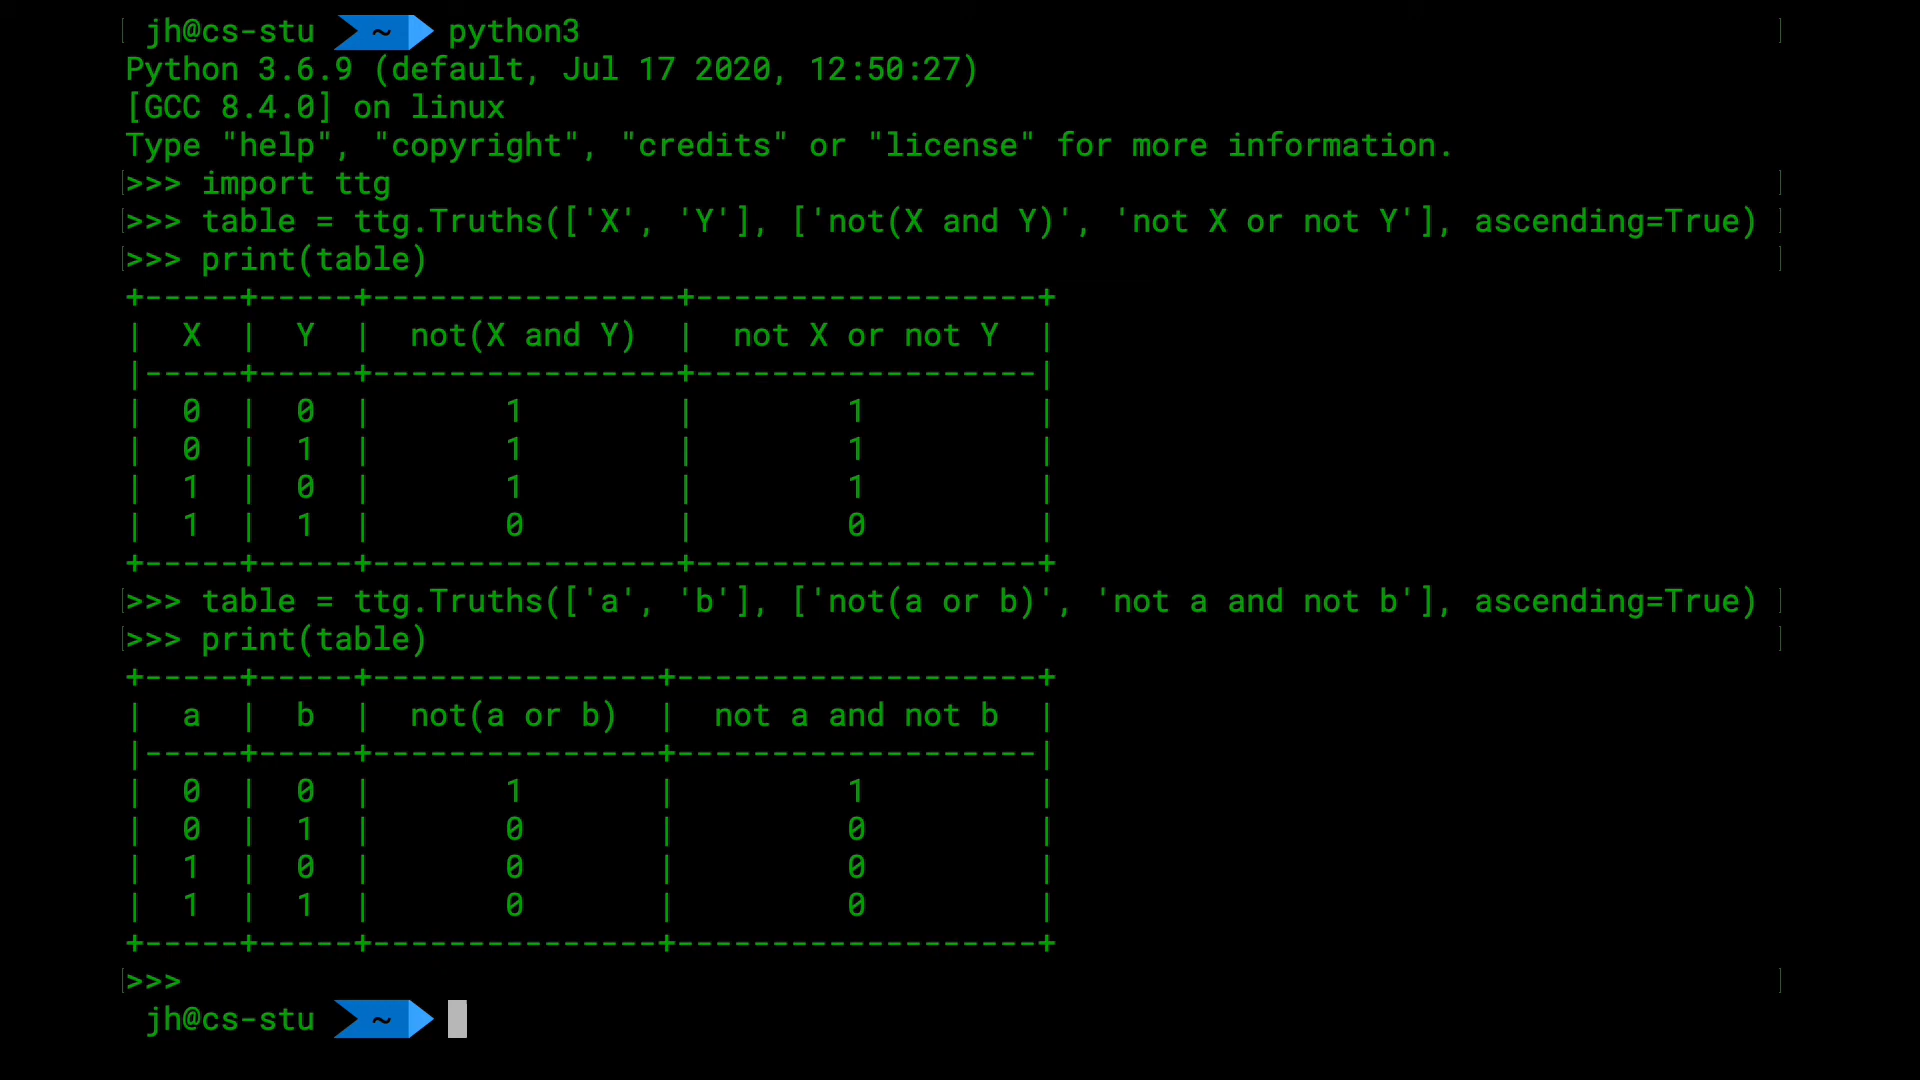 jh@cs-stu ~ python3
Python 3.6.9 (default, Jul 17 2020, 12:50:27)
[GCC 8.4.0] on linux
Type "help", "copyright", "credits" or "license" for more information.
>>> import ttg
>>> table = ttg.Truths(['X', 'Y'], ['not(X and Y)', 'not X or not Y'], ascending=True)
>>> print(table)
+-----+-----+----------------+------------------+
|  X  |  Y  |  not(X and Y)  |  not X or not Y  |
|-----+-----+----------------+------------------|
|  0  |  0  |       1        |        1         |
|  0  |  1  |       1        |        1         |
|  1  |  0  |       1        |        1         |
|  1  |  1  |       0        |        0         |
+-----+-----+----------------+------------------+
>>> table = ttg.Truths(['a', 'b'], ['not(a or b)', 'not a and not b'], ascending=True)
>>> print(table)
+-----+-----+---------------+-------------------+
|  a  |  b  |  not(a or b)  |  not a and not b  |
|-----+-----+---------------+-------------------|
|  0  |  0  |       1       |         1         |
|  0  |  1  |       0       |         0         |
|  1  |  0  |       0       |         0         |
|  1  |  1  |       0       |         0         |
+-----+-----+---------------+-------------------+
>>>
jh@cs-stu ~